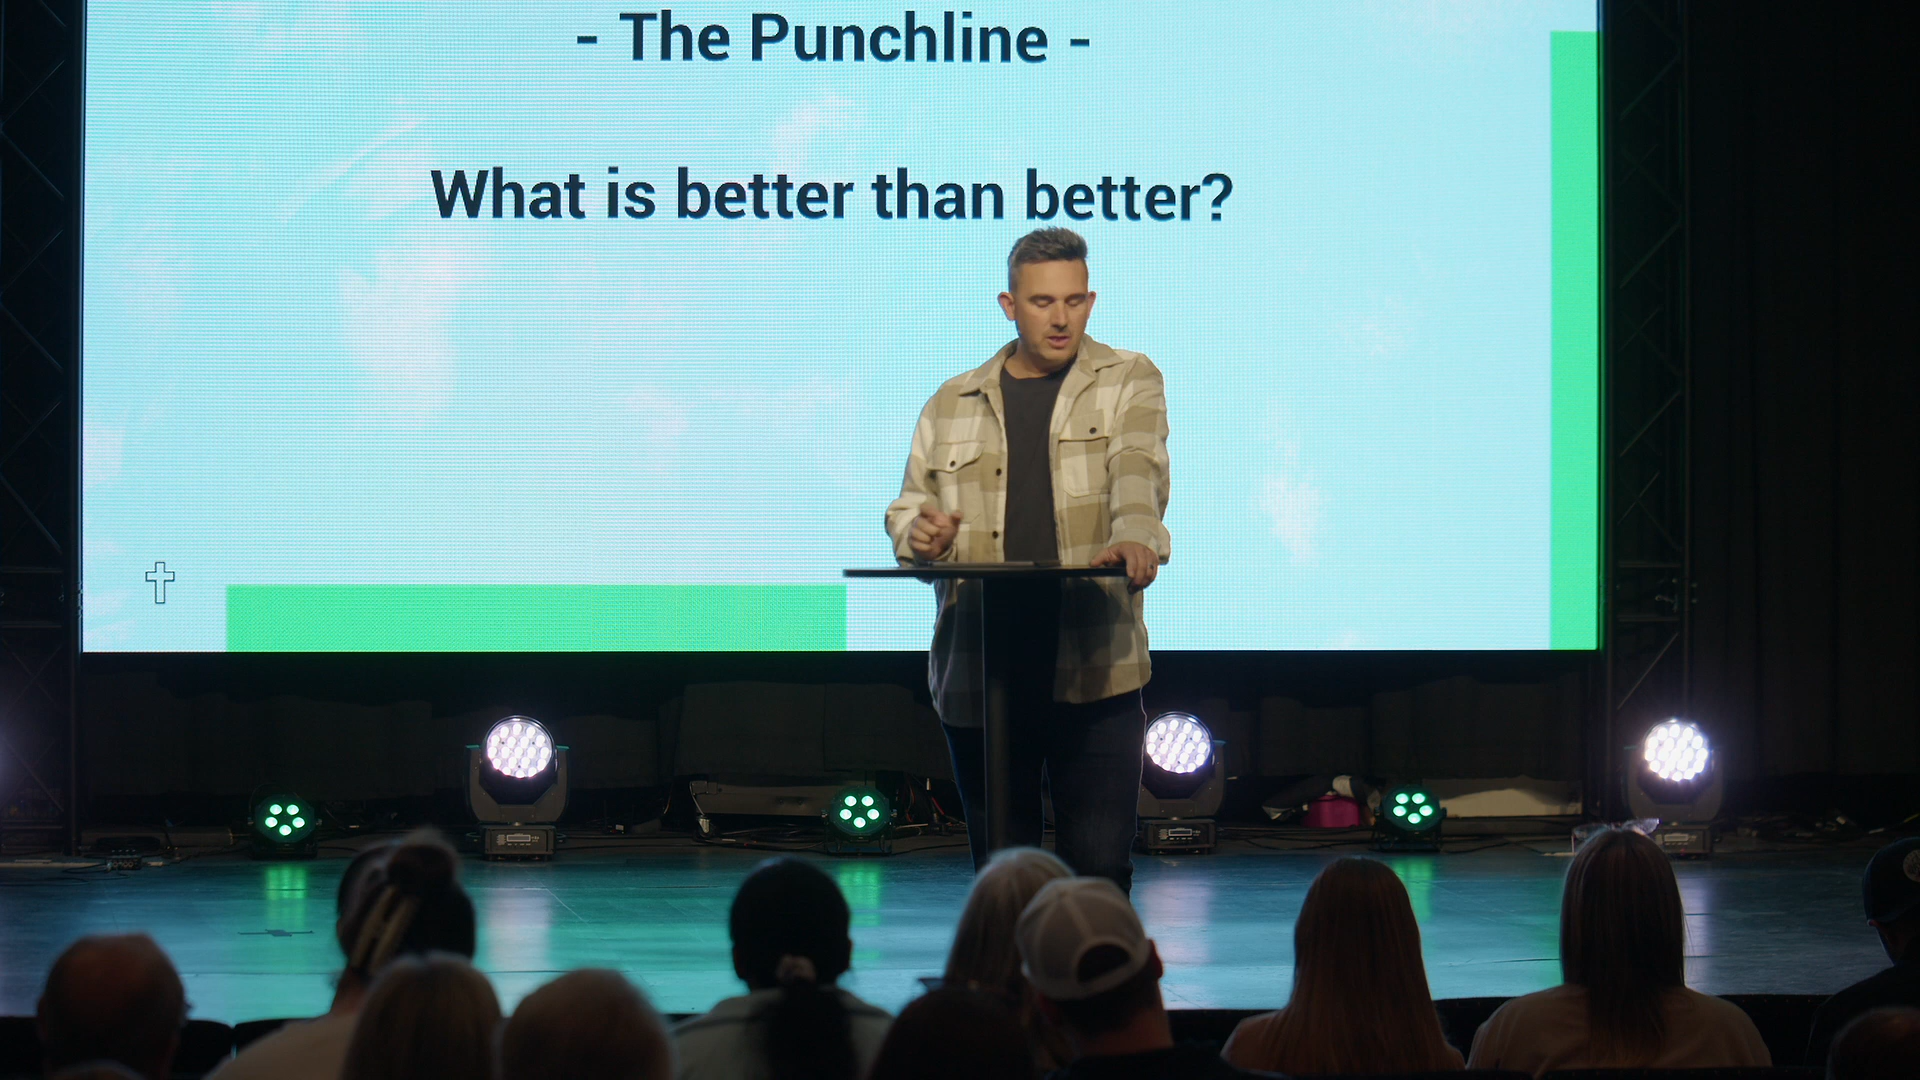 - The Punchline -
What is better than better?